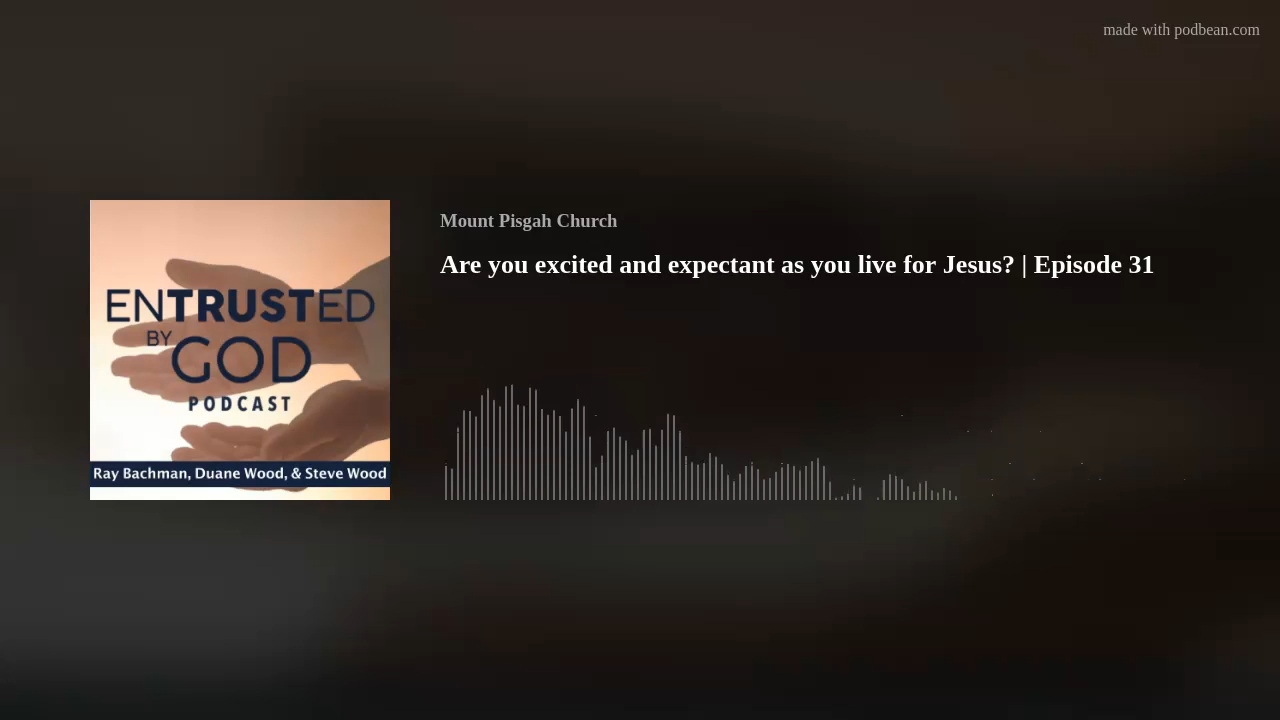 made with podbean.com
Mount Pisgah Church
Are you excited and expectant as you live for Jesus? | Episode 31
ENTRUSTED
BY GOD
PODCAST
Ray Bachman, Duane Wood, & Steve Wood